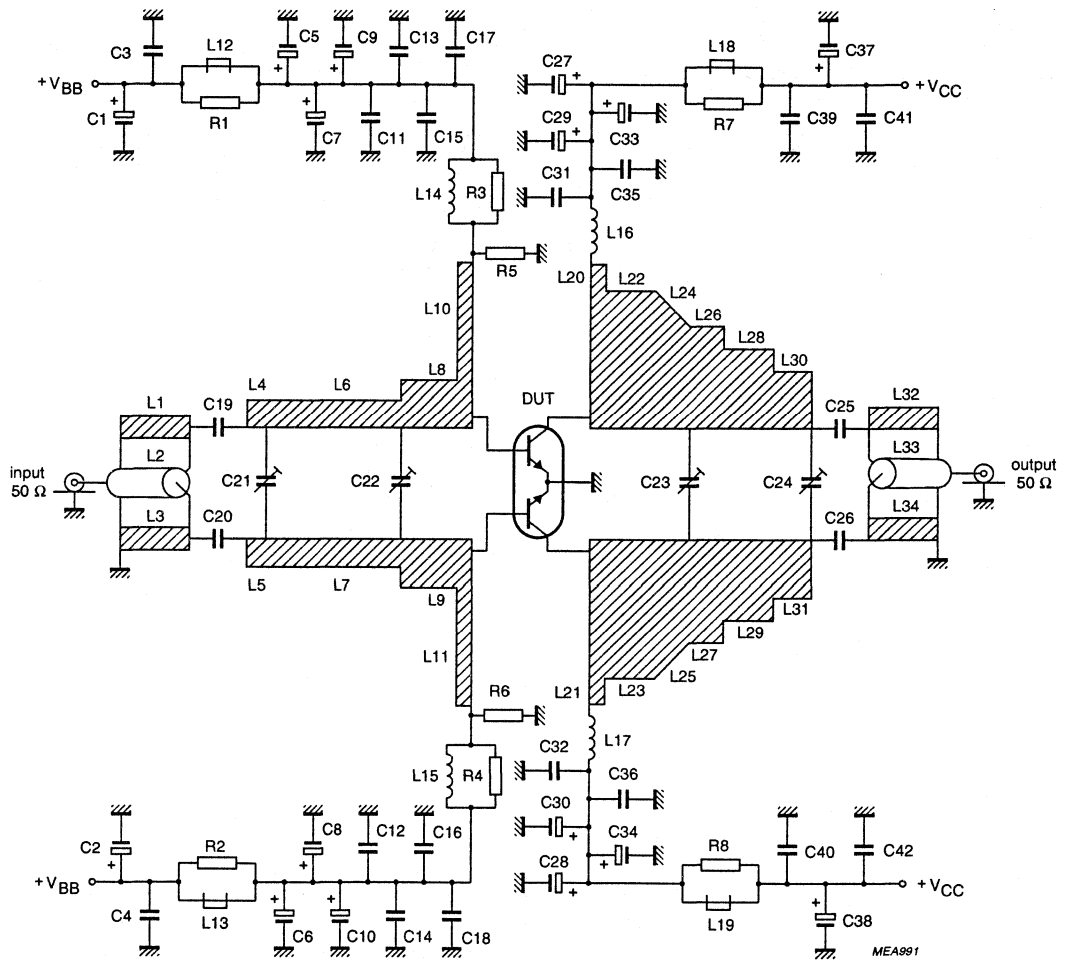 C3
L12
C5
C9
C13
C17
C27
L18
C37
+VBB
+
+
+
+
+
+VCC
C1
R1
C7
C11
C15
C29
+
+
C33
R7
C39
C41
L14
R3
C31
C35
L16
R5
L10
L20
L22
L24
L26
L28
L30
L4
L6
L8
L1
C19
DUT
C25
L32
L2
L33
input
50 Ω
C21
C22
C23
C24
output
50 Ω
L3
C20
C26
L34
L5
L7
L9
L31
L29
L27
L11
L25
L21
L23
R6
L17
C32
L15
R4
C36
C2
C8
C12
C16
C30
+
C34
+
R2
+
+
C28
R8
C40
C42
+VBB
+
+
+
+
+VCC
C4
L13
C6
C10
C14
C18
L19
C38
MEA991